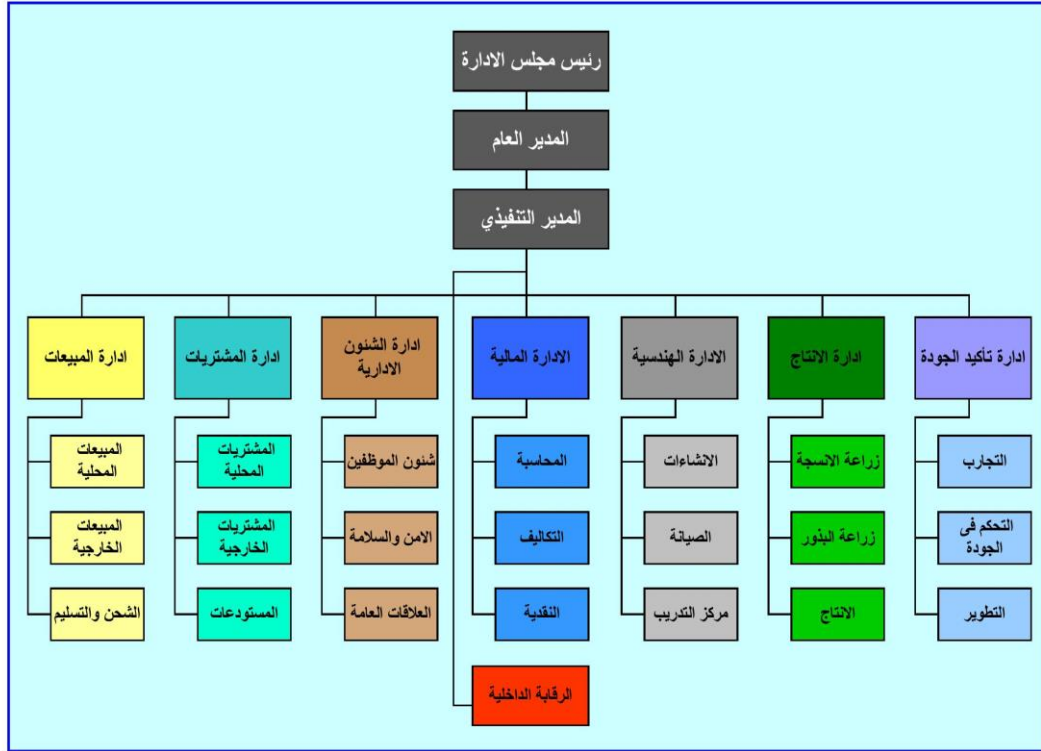 رئيس مجلس الادارة
المدير العام
المدير التنفيذي
ادارة تأكيد الجودة
ادارة الانتاج
الادارة الهندسية
الادارة المالية
ادارة الشئون
الادارية
ادارة المشتريات
ادارة المبيعات
التجارب
زراعة الانسجة
الانشاءات
المحاسبة
شئون الموظفين
المشتريات
المحلية
المبيعات
المحلية
التحكم فى
الجودة
زراعة البذور
الصيانة
التكاليف
الامن والسلامة
المشتريات
الخارجية
المبيعات
الخارجية
التطوير
الانتاج
مركز التدريب
النقدية
العلاقات العامة
المستودعات
الشحن والتسليم
الرقابة الداخلية